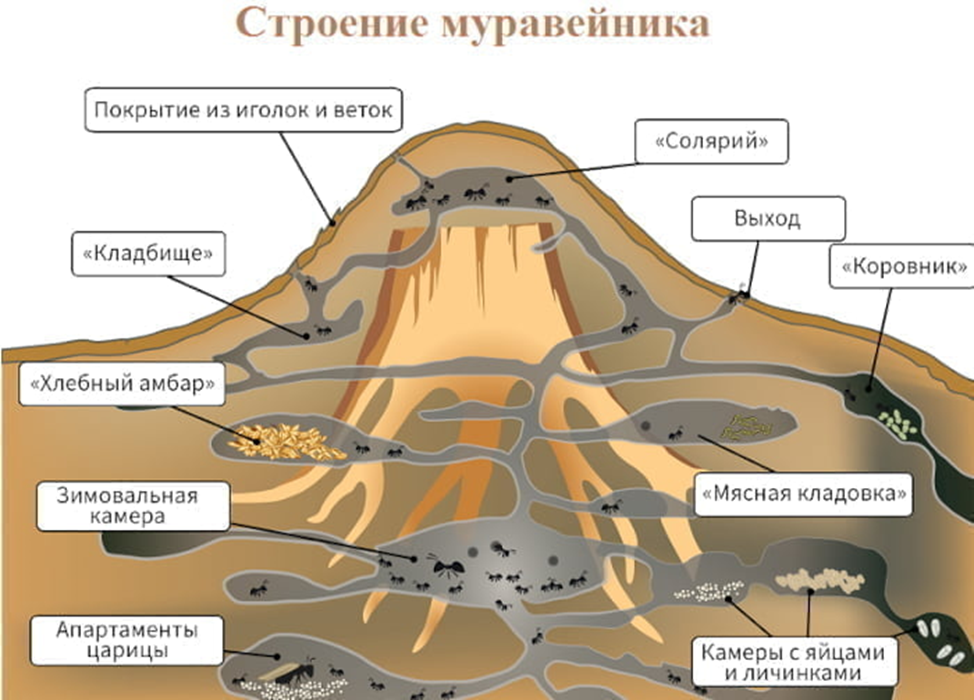 Строение муравейника
Покрытие из иголок и веток
«Солярий»
Выход
«Кладбище»
«Коровник»
«Хлебный амбар»
«Мясная кладовка»
Зимовальная
камера
Апартаменты
царицы
Камеры с яйцами
и личинками